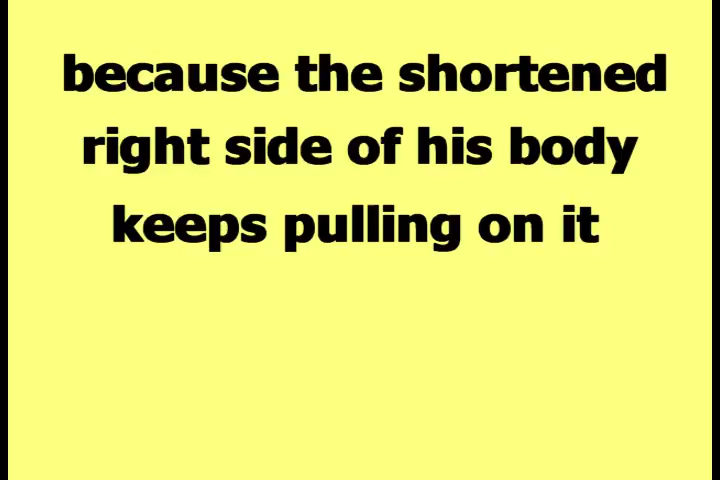 because the shortened
right side of his body
keeps pulling on it